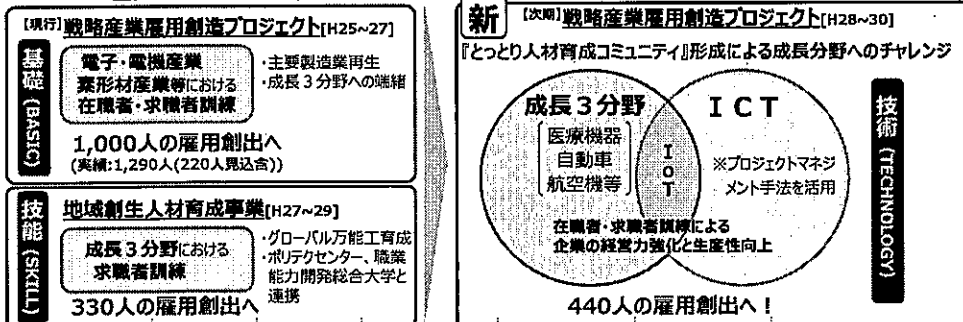 【現行】戦略産業雇用創造プロジェクト[H25~27]
基礎(BASIC)
電子・電機産業
素形材産業等における
在職者・求職者訓練
・主要製造業再生
・成長3分野への端緒
1,000人の雇用創出へ
(実績:1,290人(220人見込含))
技能(SKILL)
地域創生人材育成事業[H27~29]
成長3分野における
求職者訓練
・グローバル万能工育成
・ポリテクセンター、職業
能力開発総合大学と
連携
330人の雇用創出へ
新
【次期】戦略産業雇用創造プロジェクト[H28~30]
『とっとり人材育成コミュニティ』形成による成長分野へのチャレンジ
成長3分野
医療機器
自動車
航空機等
IOT
ICT
※プロジェクトマネジ
メント手法を活用
在職者・求職者訓練による
企業の経営力強化と生産性向上
440人の雇用創出へ!
技術(TECHNOLOGY)